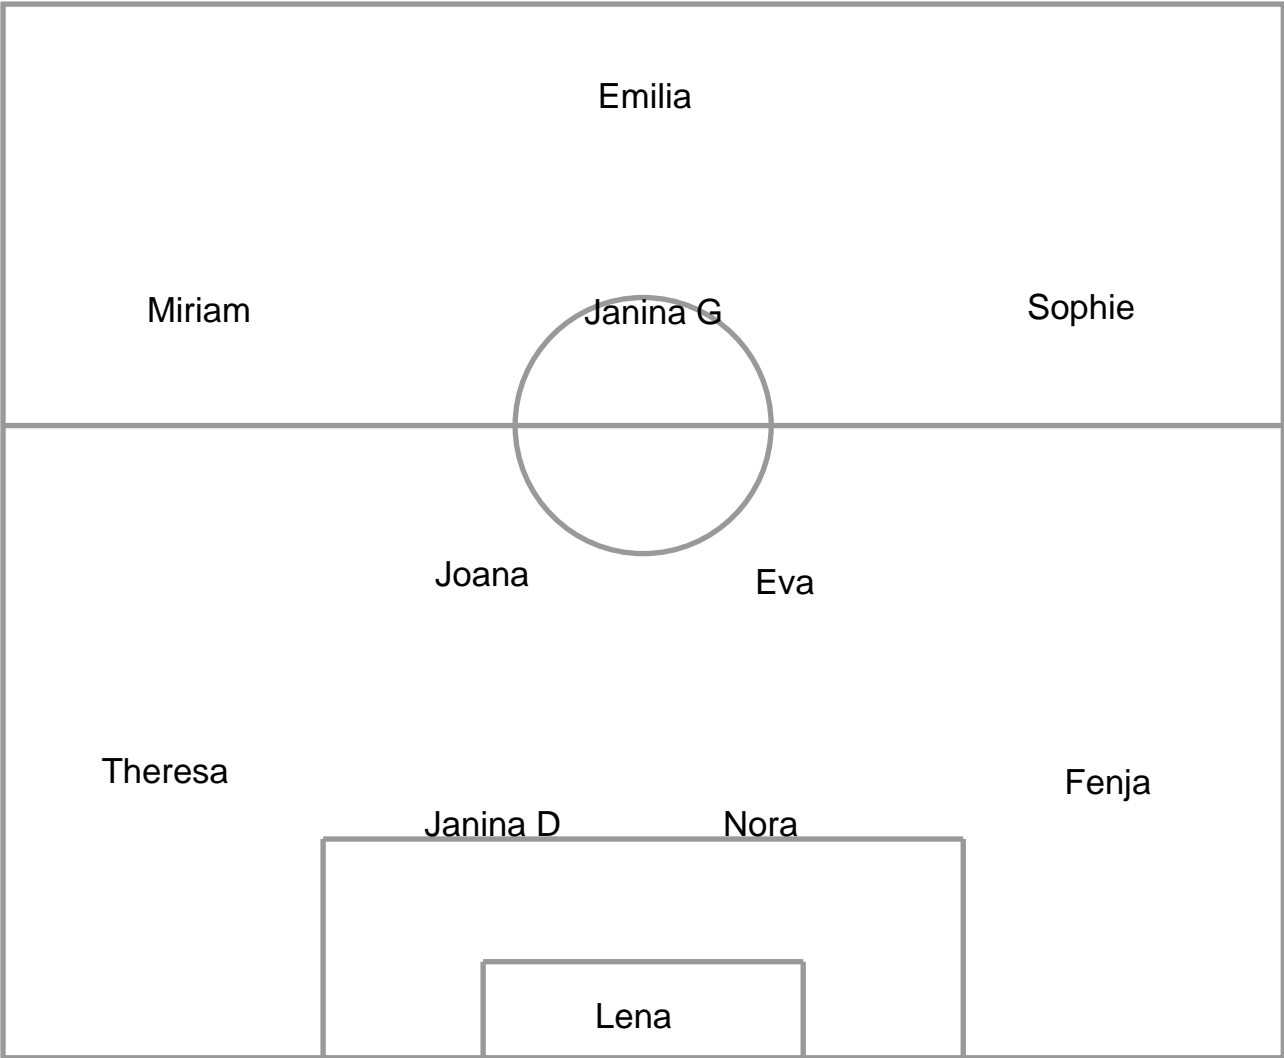 Emilia
Miriam
Janina G
Sophie
Joana
Eva
Theresa
Fenja
Janina D
Nora
Lena